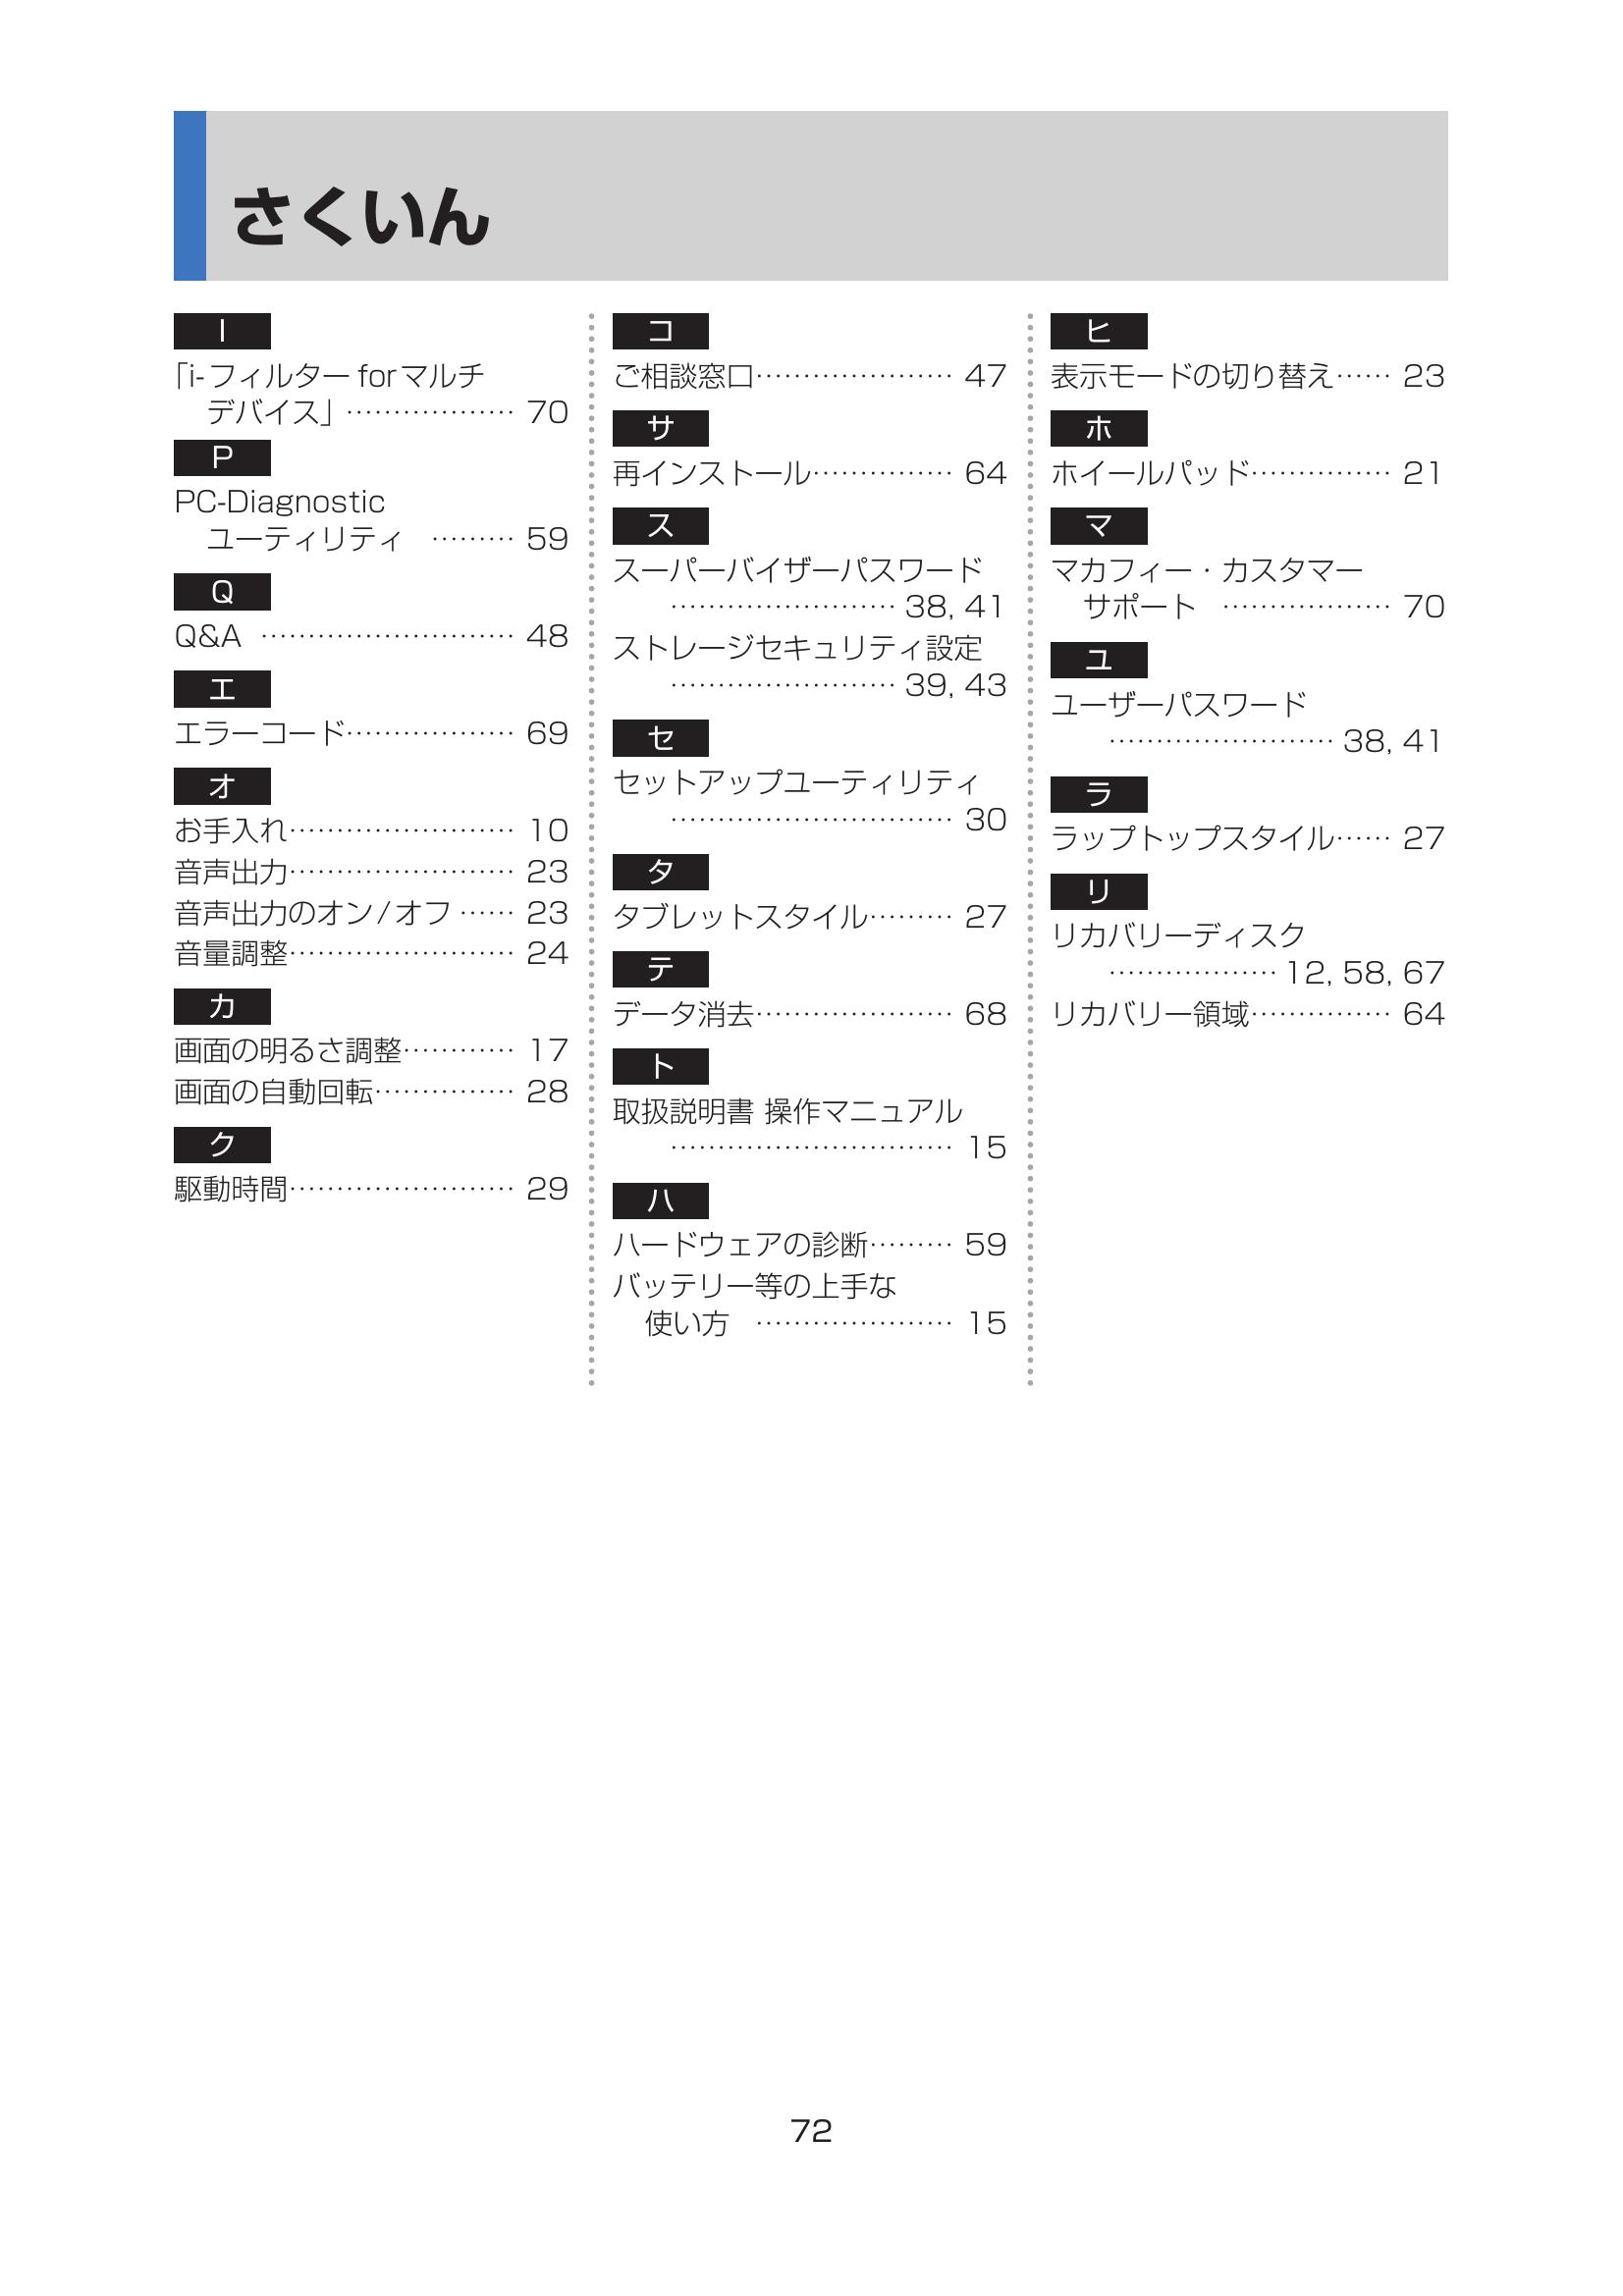 さくいん
I
「i-フィルター for マルチ
デバイス」 ……………… 70
P
PC-Diagnostic
ユーティリティ ……… 59
Q
Q&A ……………………… 48
エ
エラーコード……………… 69
オ
お手入れ…………………… 10
音声出力…………………… 23
音声出力のオン/オフ …… 23
音量調整…………………… 24
カ
画面の明るさ調整………… 17
画面の自動回転…………… 28
ク
駆動時間…………………… 29
コ
ご相談窓口………………… 47
サ
再インストール…………… 64
ス
スーパーバイザーパスワード
…………………… 38, 41
ストレージセキュリティ設定
…………………… 39, 43
セ
セットアップユーティリティ
………………………… 30
タ
タブレットスタイル……… 27
テ
データ消去………………… 68
ト
取扱説明書 操作マニュアル
………………………… 15
ハ
ハードウェアの診断……… 59
バッテリー等の上手な
使い方 ………………… 15
ヒ
表示モードの切り替え…… 23
ホ
ホイールパッド…………… 21
マ
マカフィー・カスタマー
サポート ……………… 70
ユ
ユーザーパスワード
…………………… 38, 41
ラ
ラップトップスタイル…… 27
リ
リカバリーディスク
……………… 12, 58, 67
リカバリー領域…………… 64
72